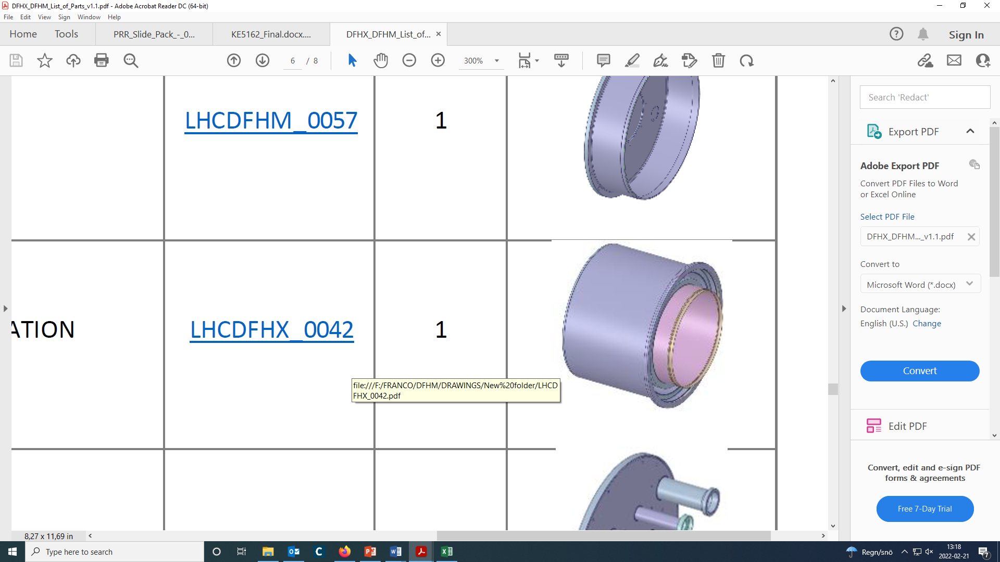 DFHX_DFHM_List_of_Parts_v1.1.pdf - Adobe Acrobat Reader DC (64-bit)
File Edit View Sign Window Help
Home Tools PRR_Slide_Pack_-_0... KE5162_Final.docx.... DFHX_DFHM_List_of... Sign In
6 / 8 300%
LHCDFHM_0057 1
ATION LHCDFHX_0042 1
file:///F:/FRANCO/DFHM/DRAWINGS/New%20folder/LHCD
FHX_0042.pdf
8,27 x 11,69 in
Search 'Redact'
Export PDF
Adobe Export PDF
Convert PDF Files to Word
or Excel Online
Select PDF File
DFHX_DFHM..._v1.1.pdf
Convert to
Microsoft Word (*.docx)
Document Language:
English (U.S.) Change
Convert
Edit PDF
Convert, edit and e-sign PDF
forms & agreements
Free 7-Day Trial
Type here to search
Regn/snö
13:18
2022-02-21
7